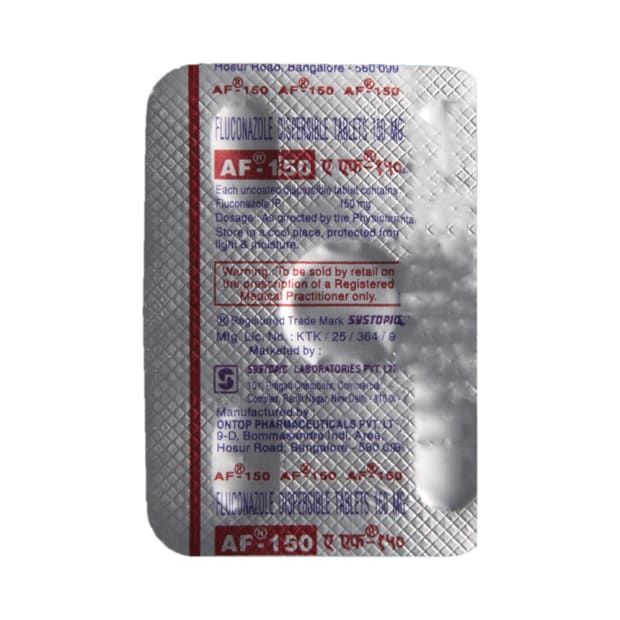 Hosur Road, Bangalore - 560 099
AF®-150 AF®-150 AF®-150
FLUCONAZOLE DISPERSIBLE TABLETS 150 MG
AF®-150 ए एफ®-१५०
Each uncoated dispersible tablet contains:
Fluconazole IP 150 mg
Dosage : As directed by the Physician
Store in a cool place, protected from
light & moisture.
Warning: To be sold by retail on
the prescription of a Registered
Medical Practitioner only.
® Registered Trade Mark SYSTOPIC
Mfg. Lic. No. : KTK / 25 / 364 / 9
Marketed by :
S SYSTOPIC LABORATORIES PVT. LT
101, Pragati Chambers, Commercial
Complex, Ranjit Nagar, New Delhi - 110.0
Manufactured by :
ONTOP PHARMACEUTICALS PVT. LT
9-D, Bommasandra Indl. Area,
Hosur Road, Bangalore - 560 099
AF®-150 AF®-150 AF®-150
FLUCONAZOLE DISPERSIBLE TABLETS 150 MG
AF®-150 ए एफ®-१५०